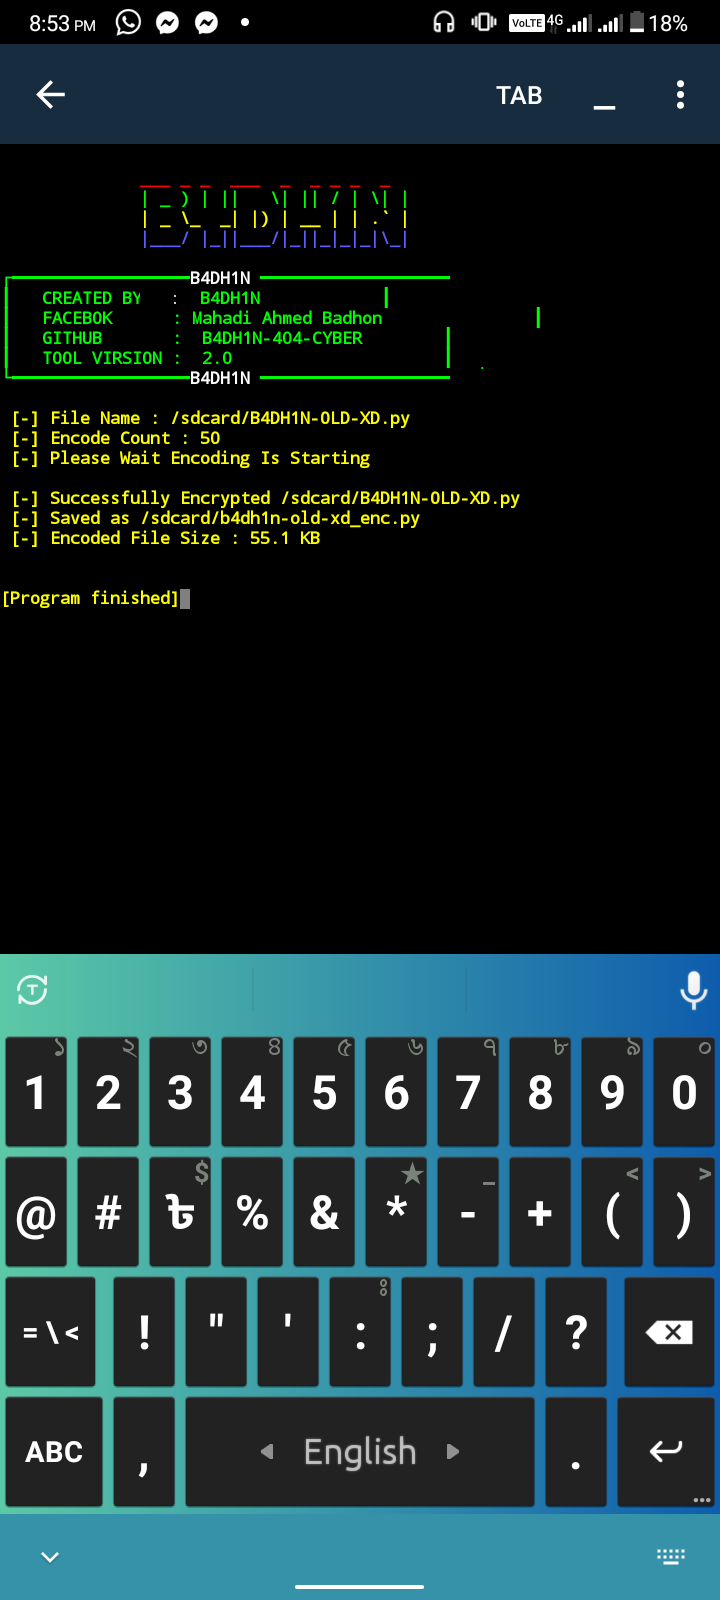 8:53 PM VoLTE 4G 18%
TAB
B4DH1N
CREATED BY : B4DH1N
FACEBOK : Mahadi Ahmed Badhon
GITHUB : B4DH1N-404-CYBER
TOOL VIRSION : 2.0
B4DH1N
[-] File Name : /sdcard/B4DH1N-OLD-XD.py
[-] Encode Count : 50
[-] Please Wait Encoding Is Starting
[-] Successfully Encrypted /sdcard/B4DH1N-OLD-XD.py
[-] Saved as /sdcard/b4dh1n-old-xd_enc.py
[-] Encoded File Size : 55.1 KB
[Program finished]
১ ২ ৩ ৪ ৫ ৬ ৭ ৮ ৯ ০
1 2 3 4 5 6 7 8 9 0
$ ★ _ < >
@ # ৳ % & * - + ( )
= \ < ! " ' : ; / ?
ABC , English .